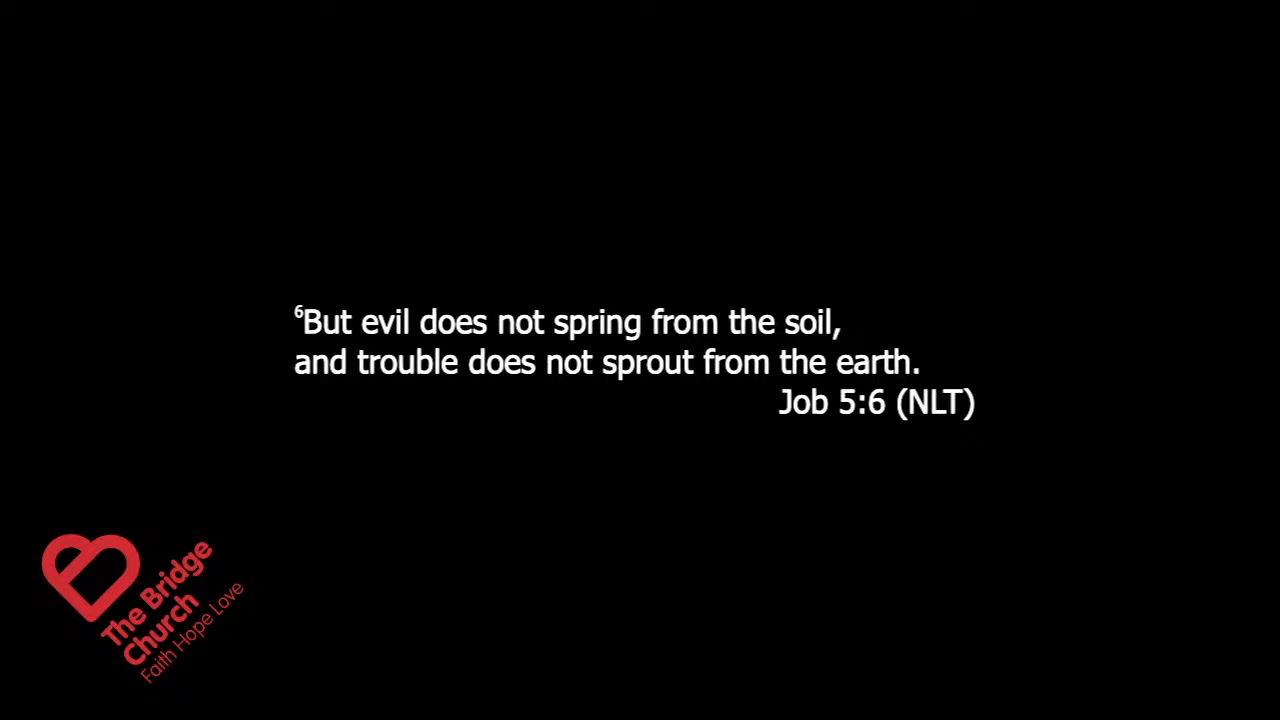 ⁶But evil does not spring from the soil,
and trouble does not sprout from the earth.
Job 5:6 (NLT)
The Bridge
Church
Faith Hope Love